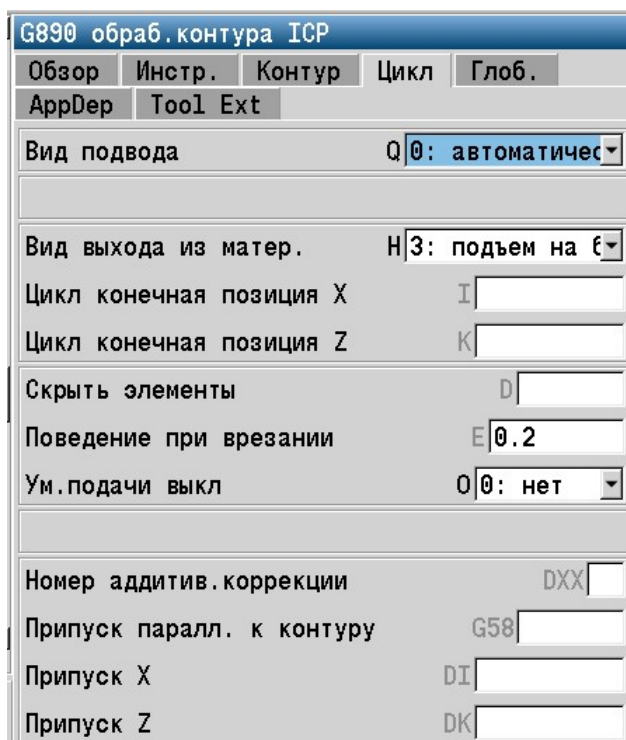 G890 обраб.контура ICP
Обзор Инстр. Контур Цикл Глоб.
AppDep Tool Ext
Вид подвода Q 0: автоматичес
Вид выхода из матер. H 3: подъем на
Цикл конечная позиция X I
Цикл конечная позиция Z K
Скрыть элементы D
Поведение при врезании E 0.2
Ум.подачи выкл O 0: нет
Номер аддитив.коррекции DXX
Припуск паралл. к контуру G58
Припуск X DI
Припуск Z DK